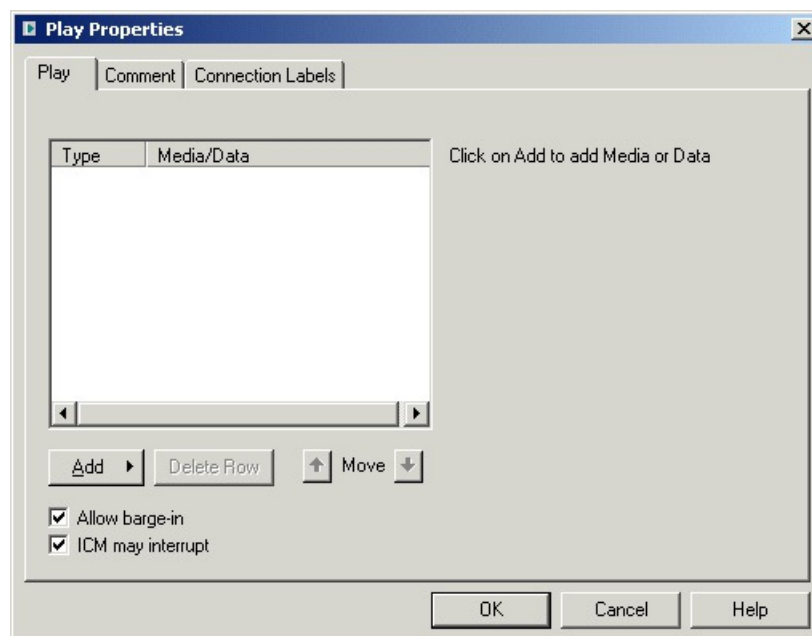 Play Properties
Play Comment Connection Labels
Type Media/Data Click on Add to add Media or Data
Add Delete Row Move
Allow barge-in
ICM may interrupt
OK Cancel Help